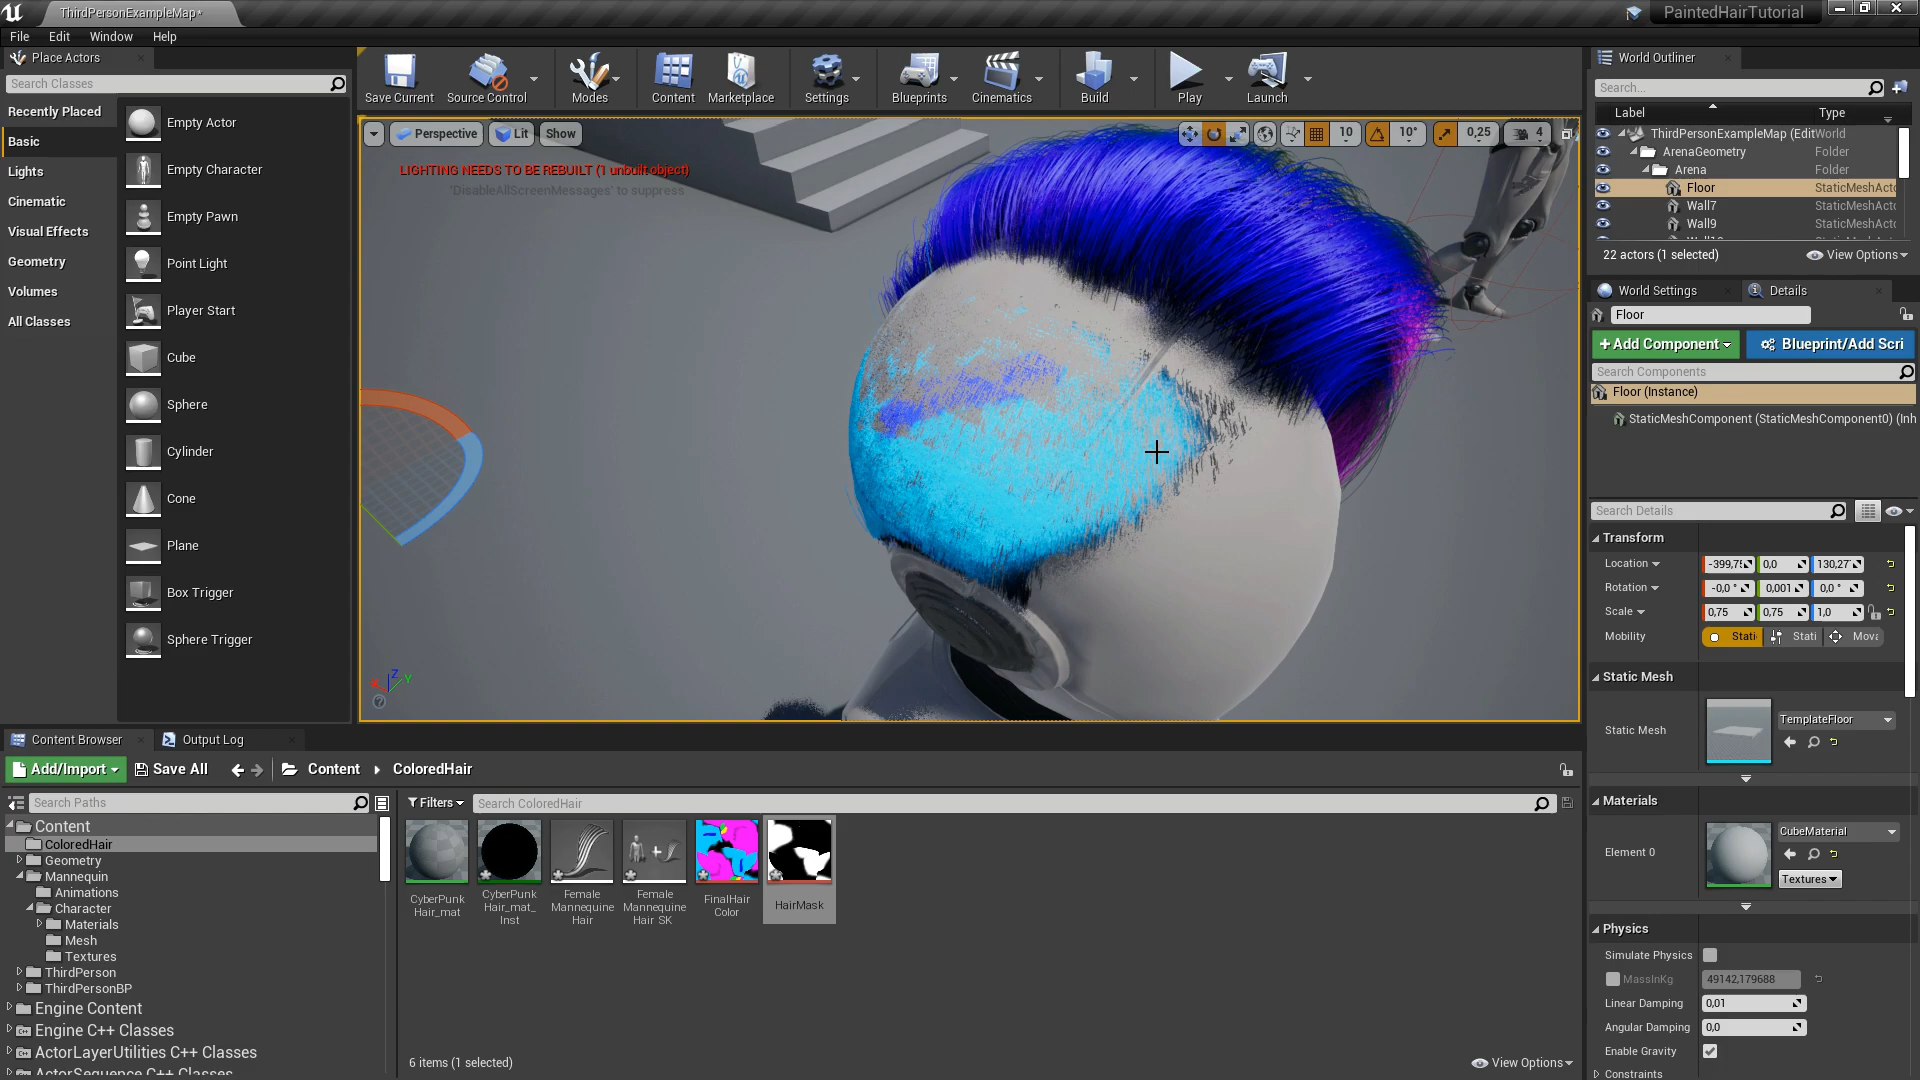 ThirdPersonExampleMap*
PaintedHairTutorial
File Edit Window Help
Place Actors
Search Classes
Recently Placed
Basic
Lights
Cinematic
Visual Effects
Geometry
Volumes
All Classes
Empty Actor
Empty Character
Empty Pawn
Point Light
Player Start
Cube
Sphere
Cylinder
Cone
Plane
Box Trigger
Sphere Trigger
Save Current
Source Control
Modes
Content
Marketplace
Settings
Blueprints
Cinematics
Build
Play
Launch
Perspective
Lit
Show
10
10°
0,25
4
LIGHTING NEEDS TO BE REBUILT (1 unbuilt object)
'DisableAllScreenMessages' to suppress
X Z Y
World Outliner
Search...
Label Type
ThirdPersonExampleMap (Edit World
ArenaGeometry Folder
Arena Folder
Floor StaticMeshActo
Wall7 StaticMeshActo
Wall9 StaticMeshActo
22 actors (1 selected)
View Options
World Settings
Details
Floor
+Add Component
Blueprint/Add Scri
Search Components
Floor (Instance)
StaticMeshComponent (StaticMeshComponent0) (Inh
Search Details
Transform
Location -399,7 0,0 130,27
Rotation -0,0 ° 0,001 0,0 °
Scale 0,75 0,75 1,0
Mobility Stati Stati Mova
Static Mesh
Static Mesh
TemplateFloor
Materials
Element 0
CubeMaterial
Textures
Physics
Simulate Physics
MassInKg 49142,179688
Linear Damping 0,01
Angular Damping 0,0
Enable Gravity
Constraints
Content Browser
Output Log
Add/Import
Save All
Content
ColoredHair
Search Paths
Filters
Search ColoredHair
Content
ColoredHair
Geometry
Mannequin
Animations
Character
Materials
Mesh
Textures
ThirdPerson
ThirdPersonBP
Engine Content
Engine C++ Classes
ActorLayerUtilities C++ Classes
ActorSequence C++ Classes
CyberPunk
Hair_mat
CyberPunk
Hair_mat_
Inst
Female
Mannequine
Hair
Female
Mannequine
Hair SK
FinalHair
Color
HairMask
6 items (1 selected)
View Options